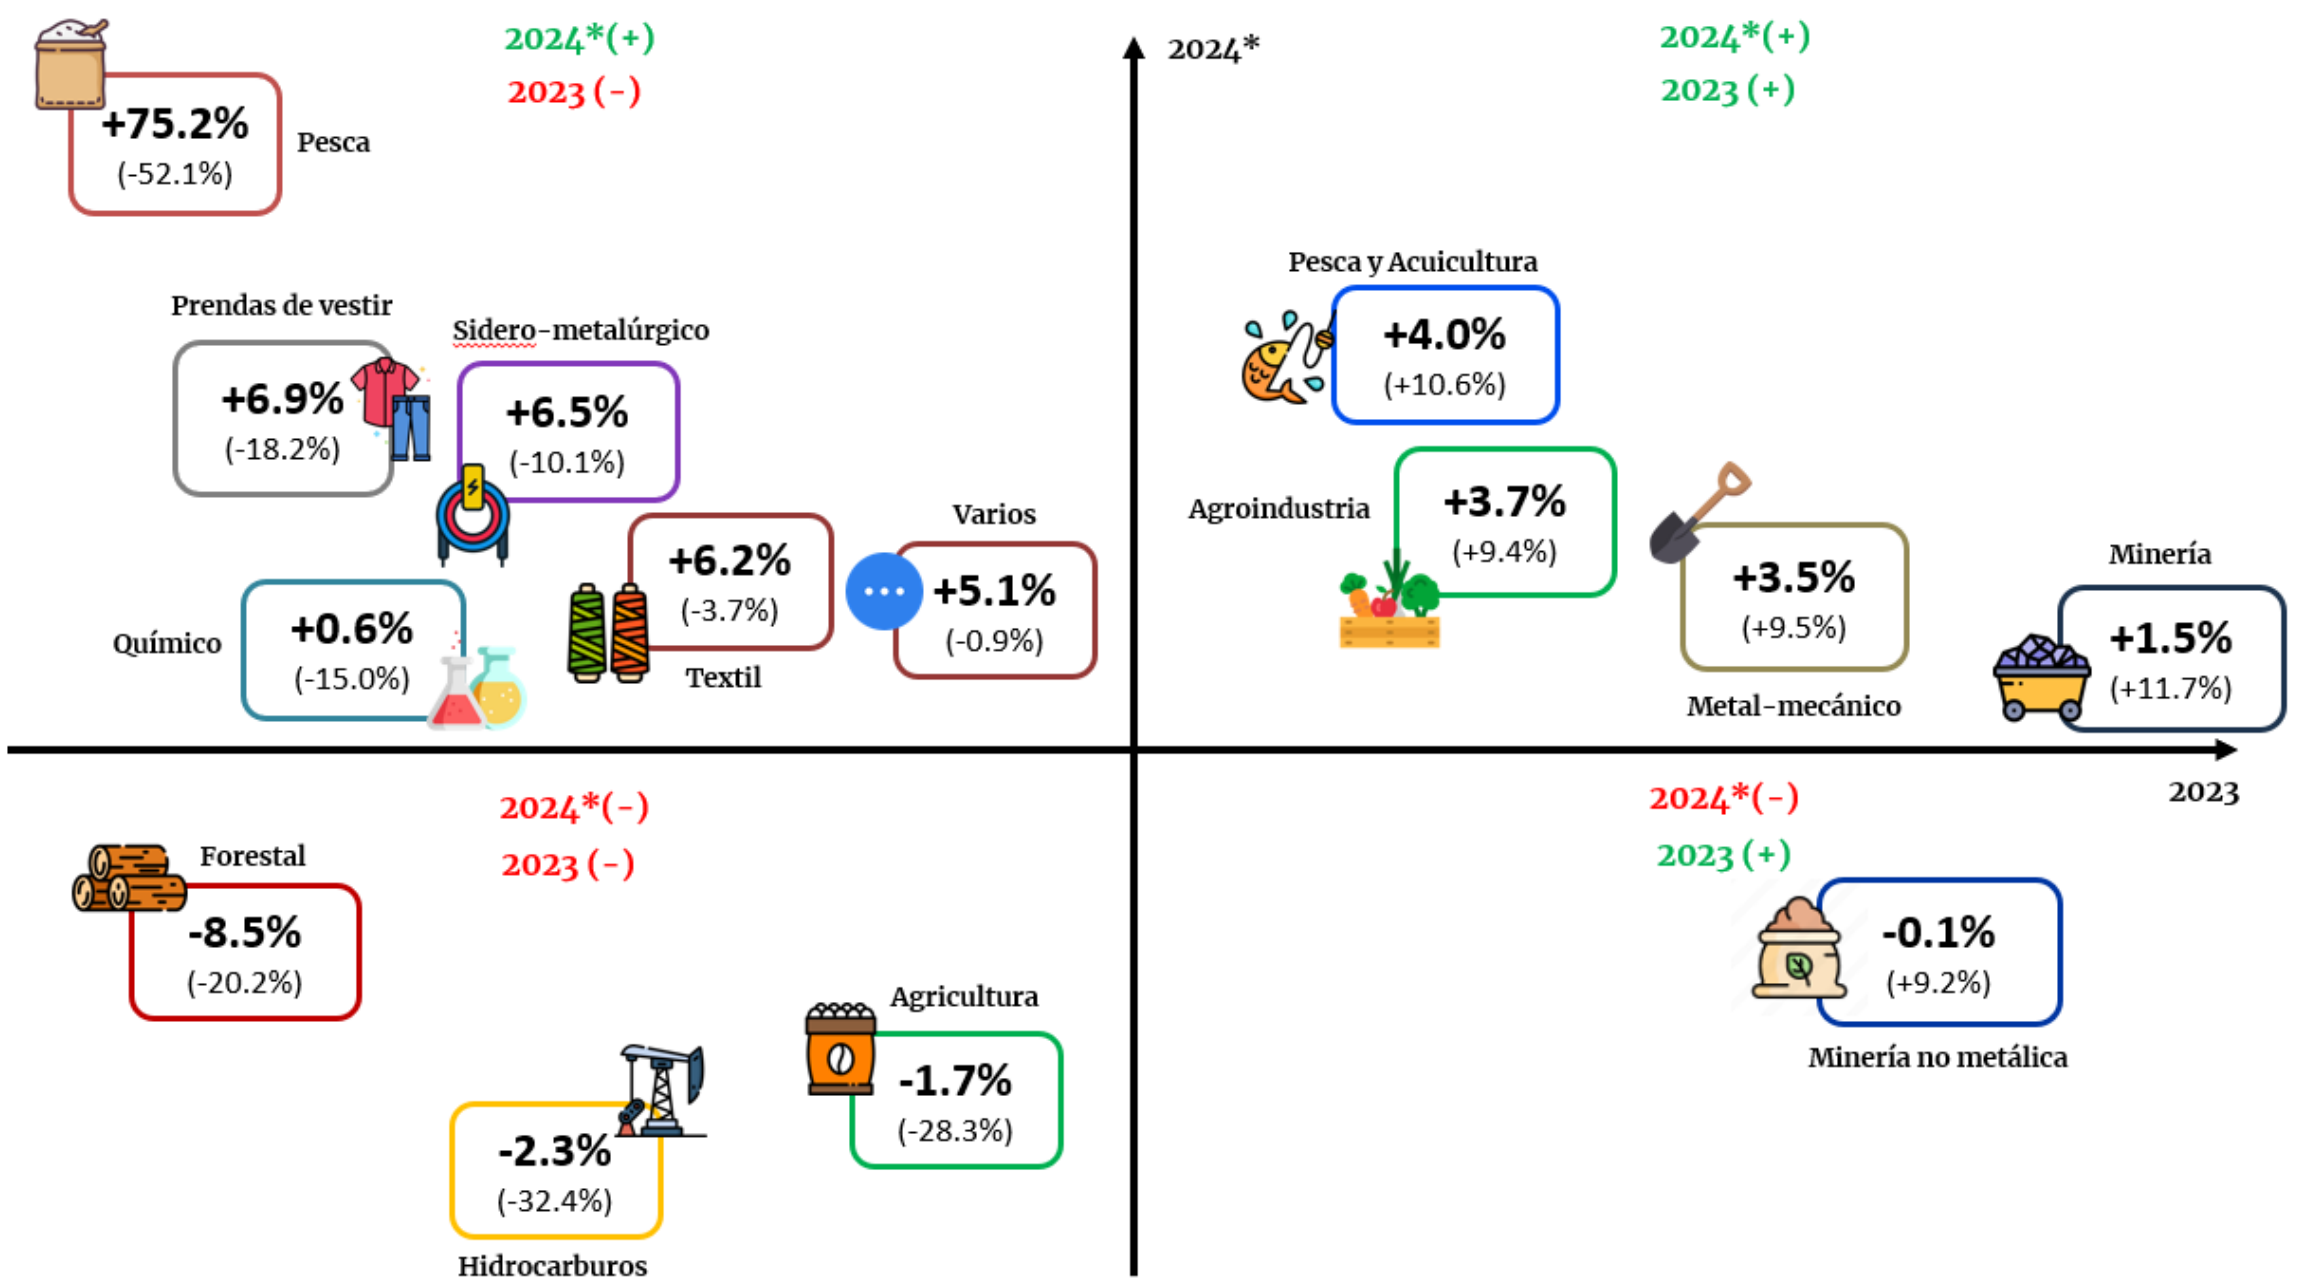 2024*(+)
2023 (-)
+75.2%
(-52.1%)
Pesca
Prendas de vestir
+6.9%
(-18.2%)
Sidero-metalúrgico
+6.5%
(-10.1%)
Químico
+0.6%
(-15.0%)
+6.2%
(-3.7%)
Textil
Varios
+5.1%
(-0.9%)
2024*
2024*(+)
2023 (+)
Pesca y Acuicultura
+4.0%
(+10.6%)
Agroindustria
+3.7%
(+9.4%)
+3.5%
(+9.5%)
Metal-mecánico
Minería
+1.5%
(+11.7%)
2023
2024*(-)
2023 (-)
Forestal
-8.5%
(-20.2%)
-2.3%
(-32.4%)
Hidrocarburos
Agricultura
-1.7%
(-28.3%)
2024*(-)
2023 (+)
-0.1%
(+9.2%)
Minería no metálica